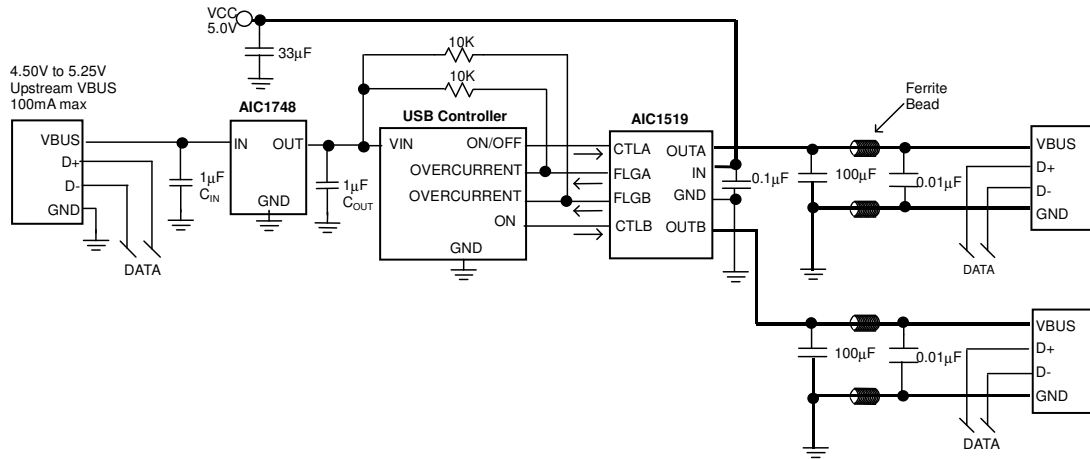 VCC
5.0V
33μF
10K
10K
4.50V to 5.25V
Upstream VBUS
100mA max
VBUS
D+
D-
GND
DATA
1μF
CIN
AIC1748
IN
OUT
GND
1μF
COUT
USB Controller
VIN
ON/OFF
OVERCURRENT
OVERCURRENT
ON
GND
AIC1519
CTLA
FLGA
FLGB
CTLB
OUTA
IN
GND
OUTB
0.1μF
Ferrite
Bead
100μF
0.01μF
VBUS
D+
D-
GND
DATA
100μF
0.01μF
VBUS
D+
D-
GND
DATA